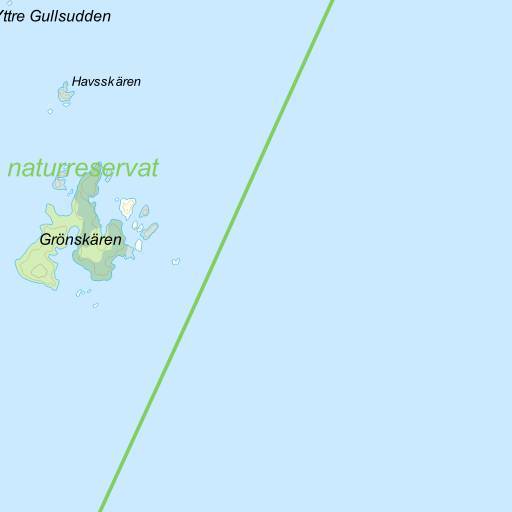 Yttre Gullsudden
Havsskären
naturreservat
Grönskären